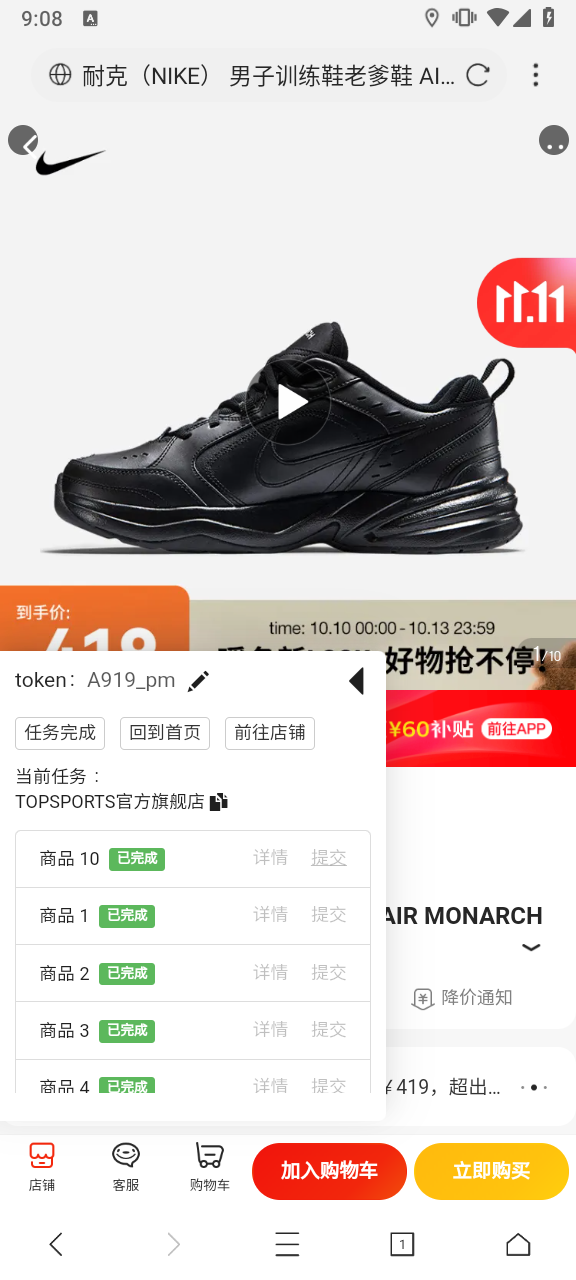 9:08
耐克（NIKE） 男子训练鞋老爹鞋 AI...
11.11
到手价:
419
time: 10.10 00:00 - 10.13 23:59
好物抢不停!
1/10
token: A919_pm
¥60补贴 前往APP
任务完成 回到首页 前往店铺
当前任务：
TOPSPORTS官方旗舰店
商品 10 已完成 详情 提交
商品 1 已完成 详情 提交
AIR MONARCH
商品 2 已完成 详情 提交
降价通知
商品 3 已完成 详情 提交
商品 4 已完成 详情 提交
¥419，超出...
店铺 客服 购物车 加入购物车 立即购买
1